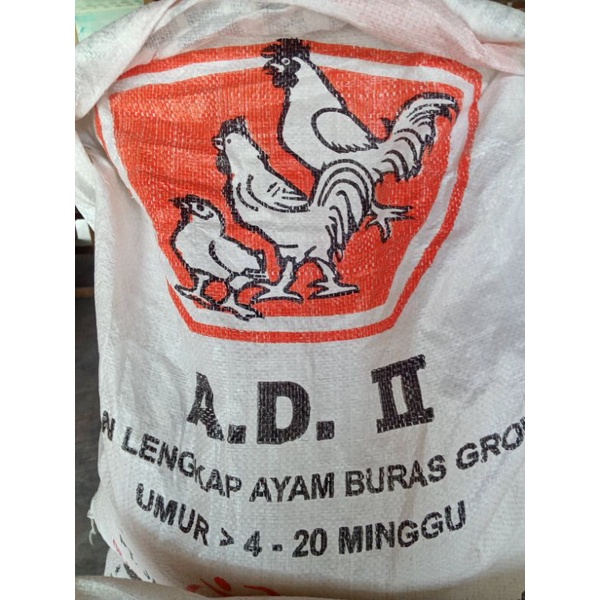 A.D. II
LENGKAP AYAM BURAS
UMUR > 4 - 20 MINGGU